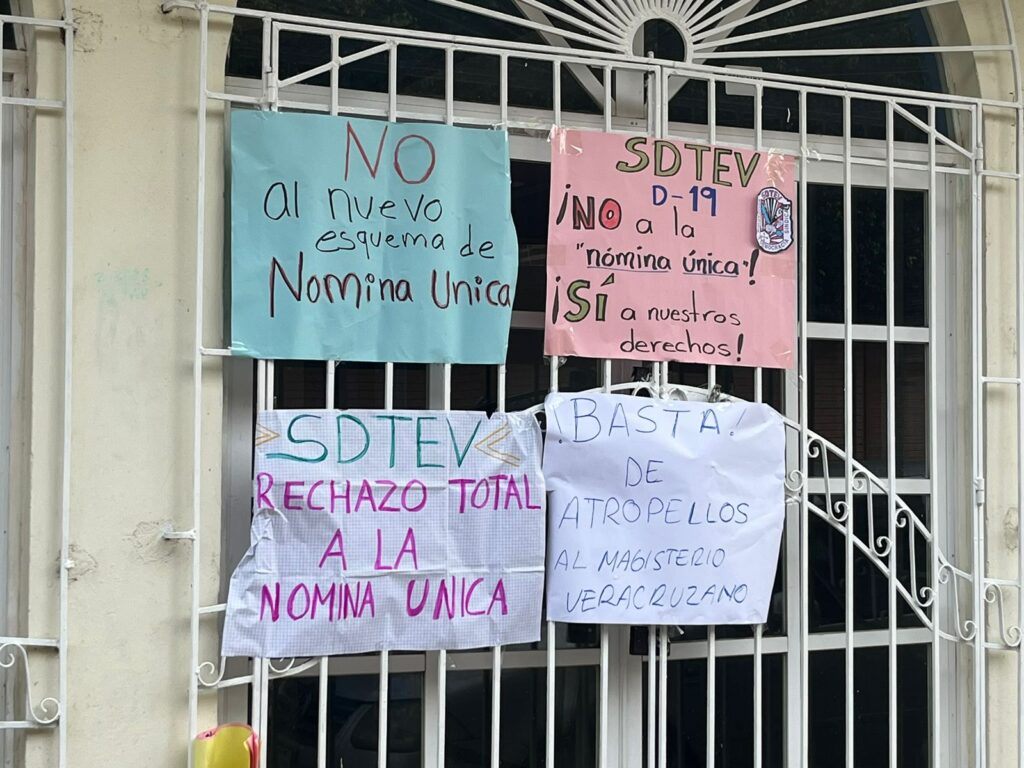 NO
al nuevo
esquema de
Nomina Unica
SDTEV
D-19
¡NO a la
"nómina única"!
¡SÍ a nuestros
derechos!
SDTEV
RECHAZO TOTAL
A LA
NOMINA UNICA
¡BASTA!
DE
ATROPELLOS
AL MAGISTERIO
VERACRUZANO